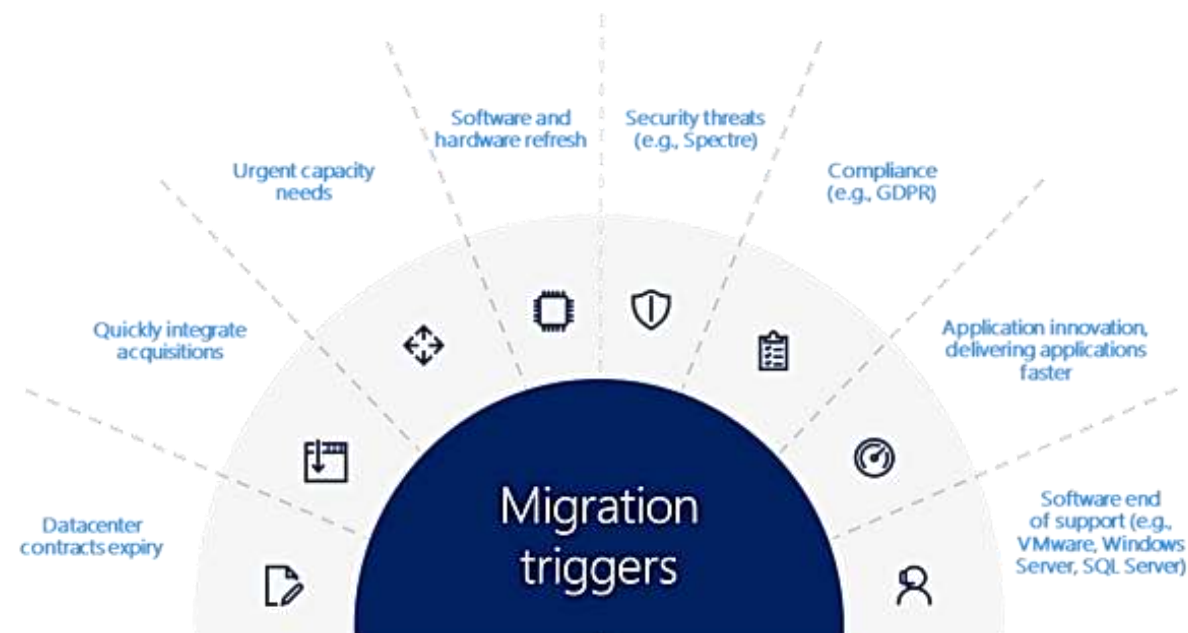 Software and
hardware refresh
Security threats
(e.g., Spectre)
Urgent capacity
needs
Compliance
(e.g., GDPR)
Quickly integrate
acquisitions
Application innovation,
delivering applications
faster
Datacenter
contracts expiry
Software end
of support (e.g.,
VMware, Windows
Server, SQL Server)
Migration
triggers